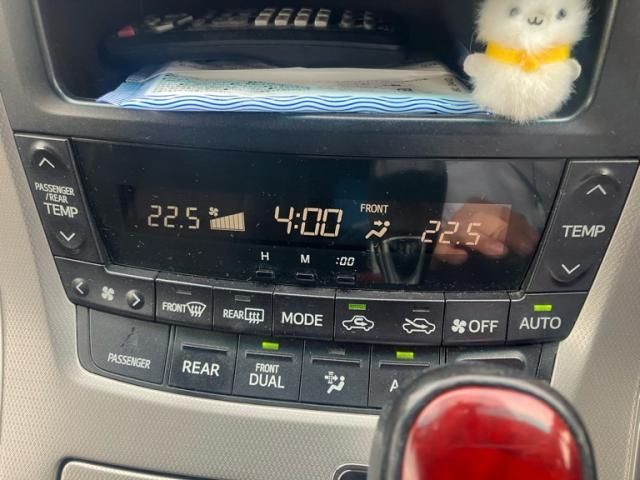 PASSENGER
/REAR
TEMP
22.5
4:00
FRONT
22.5
TEMP
H M :00
FRONT
REAR
MODE
OFF
AUTO
PASSENGER
REAR
FRONT
DUAL